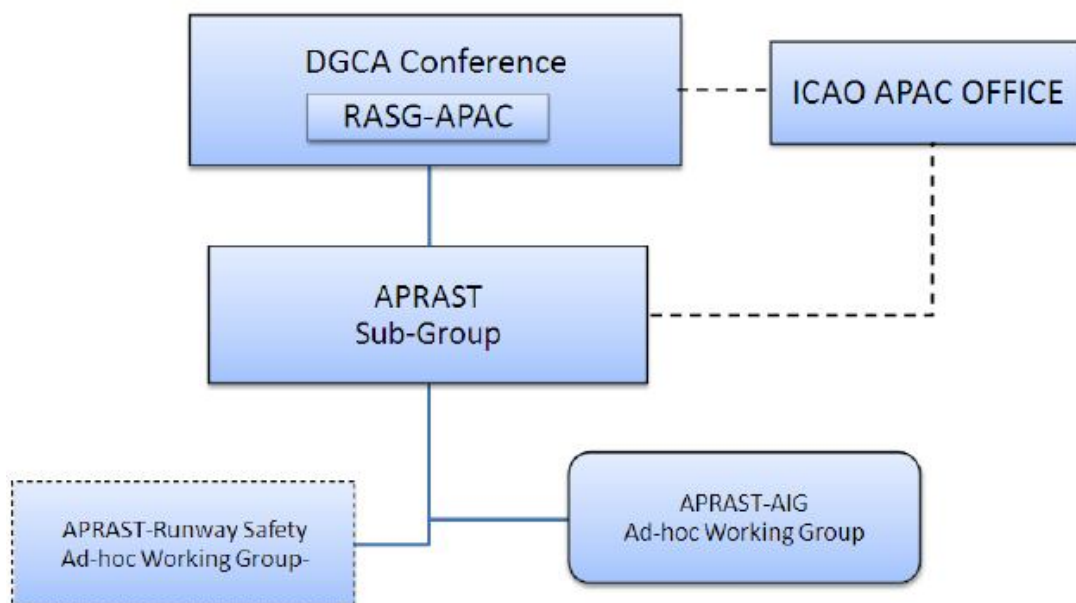 DGCA Conference
RASG-APAC
ICAO APAC OFFICE
APRAST
Sub-Group
APRAST-Runway Safety
Ad-hoc Working Group-
APRAST-AIG
Ad-hoc Working Group